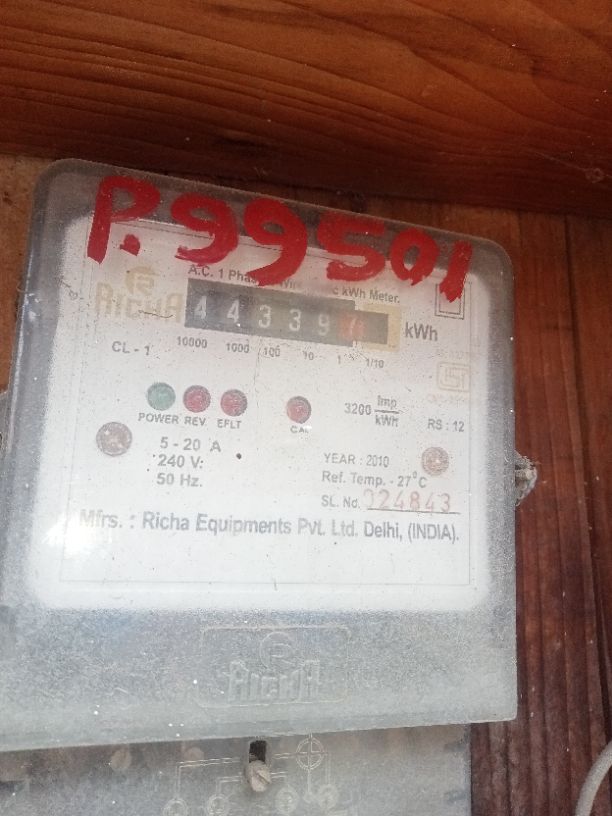 P.99501
A.C. 1 Phas kWh Meter.
RICHA
4 4 3 3 9 7 kWh
CL - 1 10000 1000 100 10 1 1/10
POWER REV EFLT CAL 3200 Imp/kWh RS : 12
5 - 20 A
240 V:
50 Hz.
YEAR : 2010
Ref. Temp. - 27°C
SL. No. 024843
Mfrs. : Richa Equipments Pvt. Ltd. Delhi, (INDIA).
RICHA